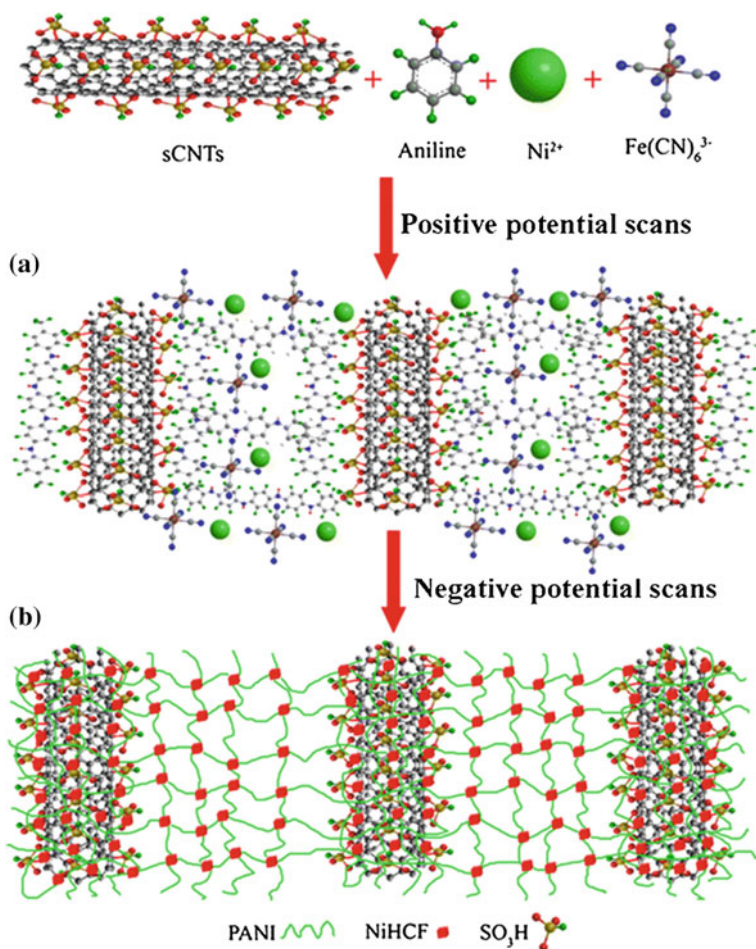 + + +
sCNTs Aniline Ni²⁺ Fe(CN)₆³⁻
Positive potential scans
(a)
Negative potential scans
(b)
PANI NiHCF SO₃H